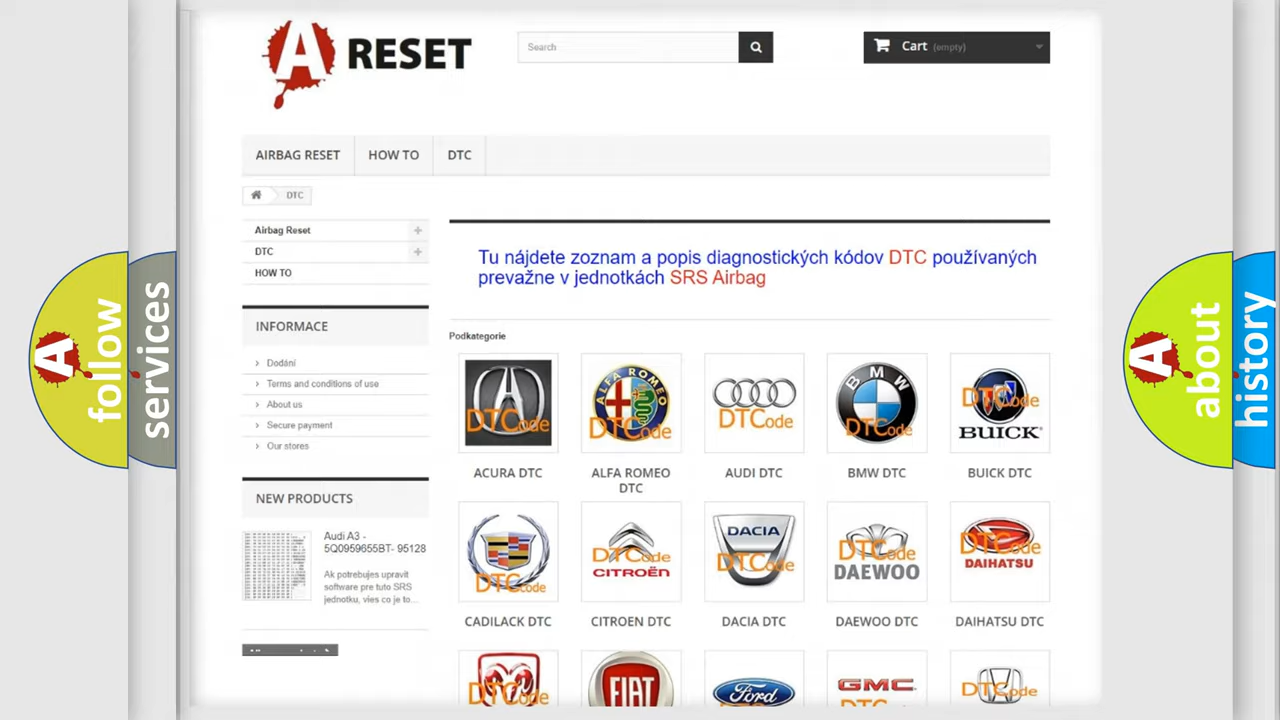 A RESET
Search
Cart (empty)
AIRBAG RESET
HOW TO
DTC
DTC
Airbag Reset
DTC
HOW TO
INFORMACE
Dodání
Terms and conditions of use
About us
Secure payment
Our stores
NEW PRODUCTS
Audi A3 -
5Q0959655BT- 95128
Ak potrebujes upravit
software pre tuto SRS
jednotku, vies co je to...
Tu nájdete zoznam a popis diagnostických kódov DTC používaných
prevažne v jednotkách SRS Airbag
Podkategorie
DTCode
ALFA ROMEO
DTCode
DTCode
BMW
DTCode
DTCode
BUICK
ACURA DTC
ALFA ROMEO
DTC
AUDI DTC
BMW DTC
BUICK DTC
DTCode
DTCode
CITROËN
DACIA
DTCode
DTCode
DAEWOO
DTCode
DAIHATSU
CADILACK DTC
CITROEN DTC
DACIA DTC
DAEWOO DTC
DAIHATSU DTC
DTCode
FIAT
Ford
GMC
DTCode
A follow
services
A about
history